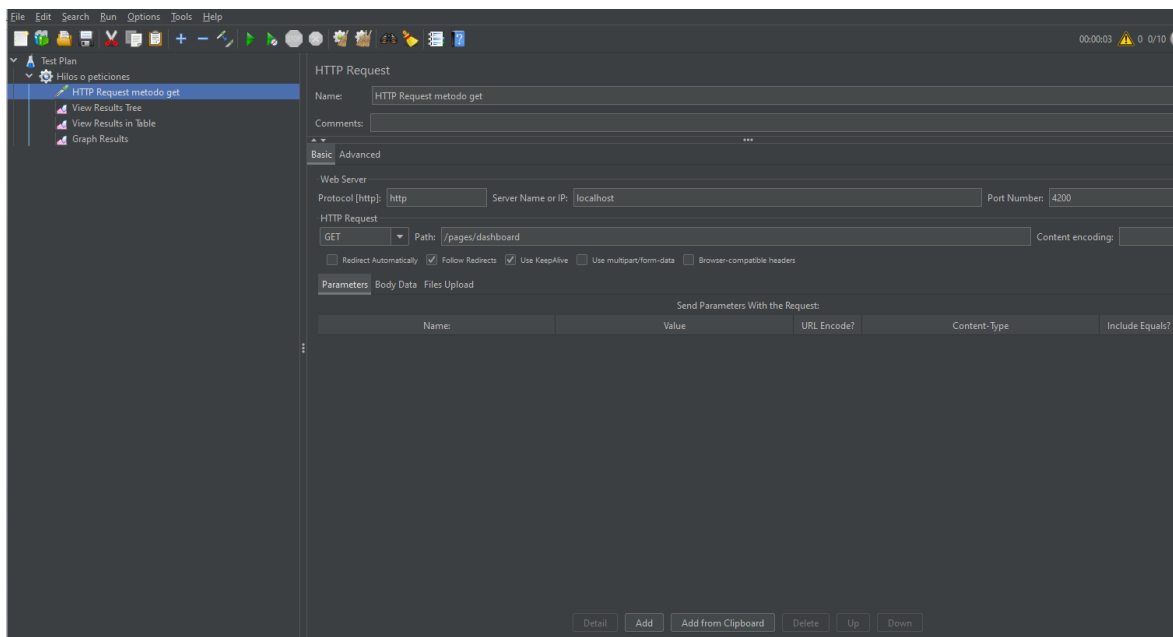 File Edit Search Run Options Tools Help
00:00:03 0 0/10
Test Plan
Hilos o peticiones
HTTP Request metodo get
View Results Tree
View Results in Table
Graph Results
HTTP Request
Name: HTTP Request metodo get
Comments:
Basic Advanced
Web Server
Protocol [http]: http Server Name or IP: localhost Port Number: 4200
HTTP Request
GET Path: /pages/dashboard Content encoding:
Redirect Automatically Follow Redirects Use KeepAlive Use multipart/form-data Browser-compatible headers
Parameters Body Data Files Upload
Send Parameters With the Request:
Name: Value URL Encode? Content-Type Include Equals?
Detail Add Add from Clipboard Delete Up Down